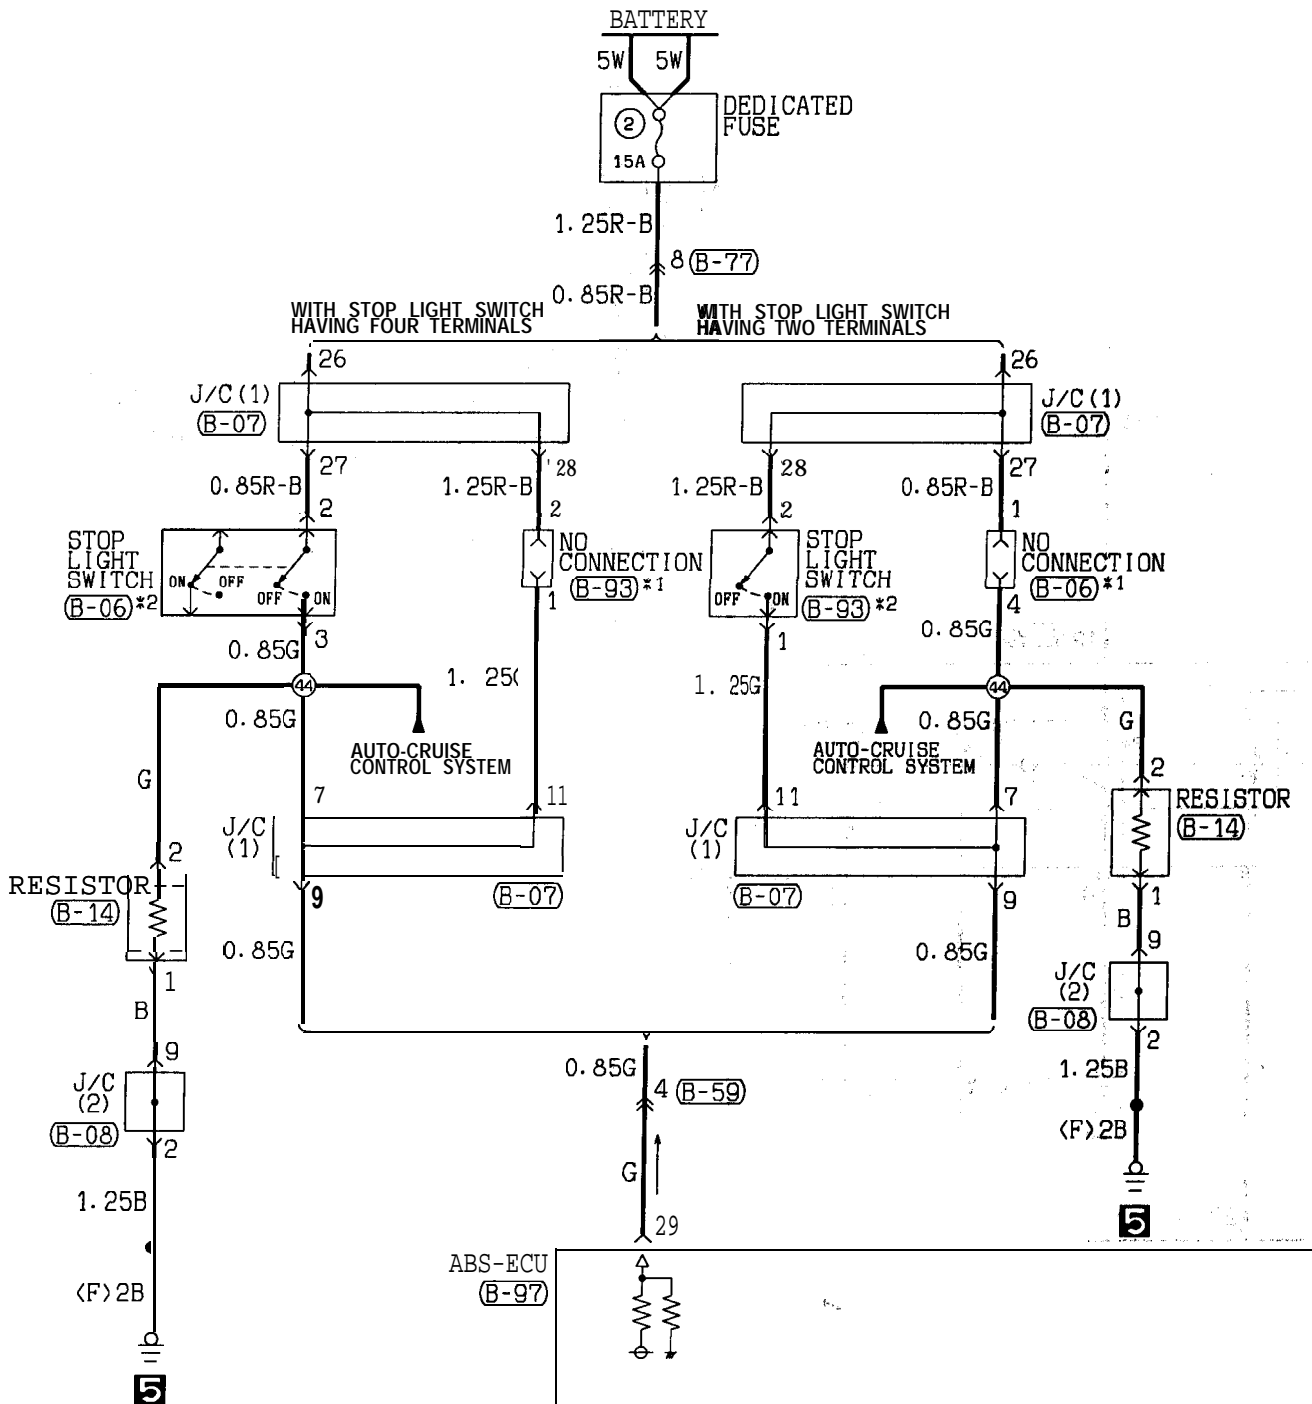 BATTERY
5W 5W
DEDICATED
FUSE
2
15A
1.25R-B
8 B-77
0.85R-B
WITH STOP LIGHT SWITCH
HAVING FOUR TERMINALS
WITH STOP LIGHT SWITCH
HAVING TWO TERMINALS
26
26
J/C(1)
B-07
J/C(1)
B-07
27
'28
28
27
0.85R-B
1.25R-B
1.25R-B
0.85R-B
2
2
2
1
STOP
LIGHT
SWITCH
B-06 *2
ON OFF
OFF ON
NO
CONNECTION
B-93 *1
STOP
LIGHT
SWITCH
B-93 *2
OFF ON
NO
CONNECTION
B-06 *1
3
1
1
4
0.85G
1. 25(
1. 25G
0.85G
44
44
0.85G
0.85G
G
G
AUTO-CRUISE
CONTROL SYSTEM
AUTO-CRUISE
CONTROL SYSTEM
7
11
11
7
2
RESISTOR
B-14
J/C
(1)
B-07
J/C
(1)
B-07
2
RESISTOR
B-14
9
9
1
1
0.85G
0.85G
B
B
9
9
J/C
(2)
B-08
2
J/C
(2)
B-08
2
1.25B
1.25B
0.85G
4 B-59
G
29
⟨F⟩2B
5
⟨F⟩2B
5
ABS-ECU
B-97